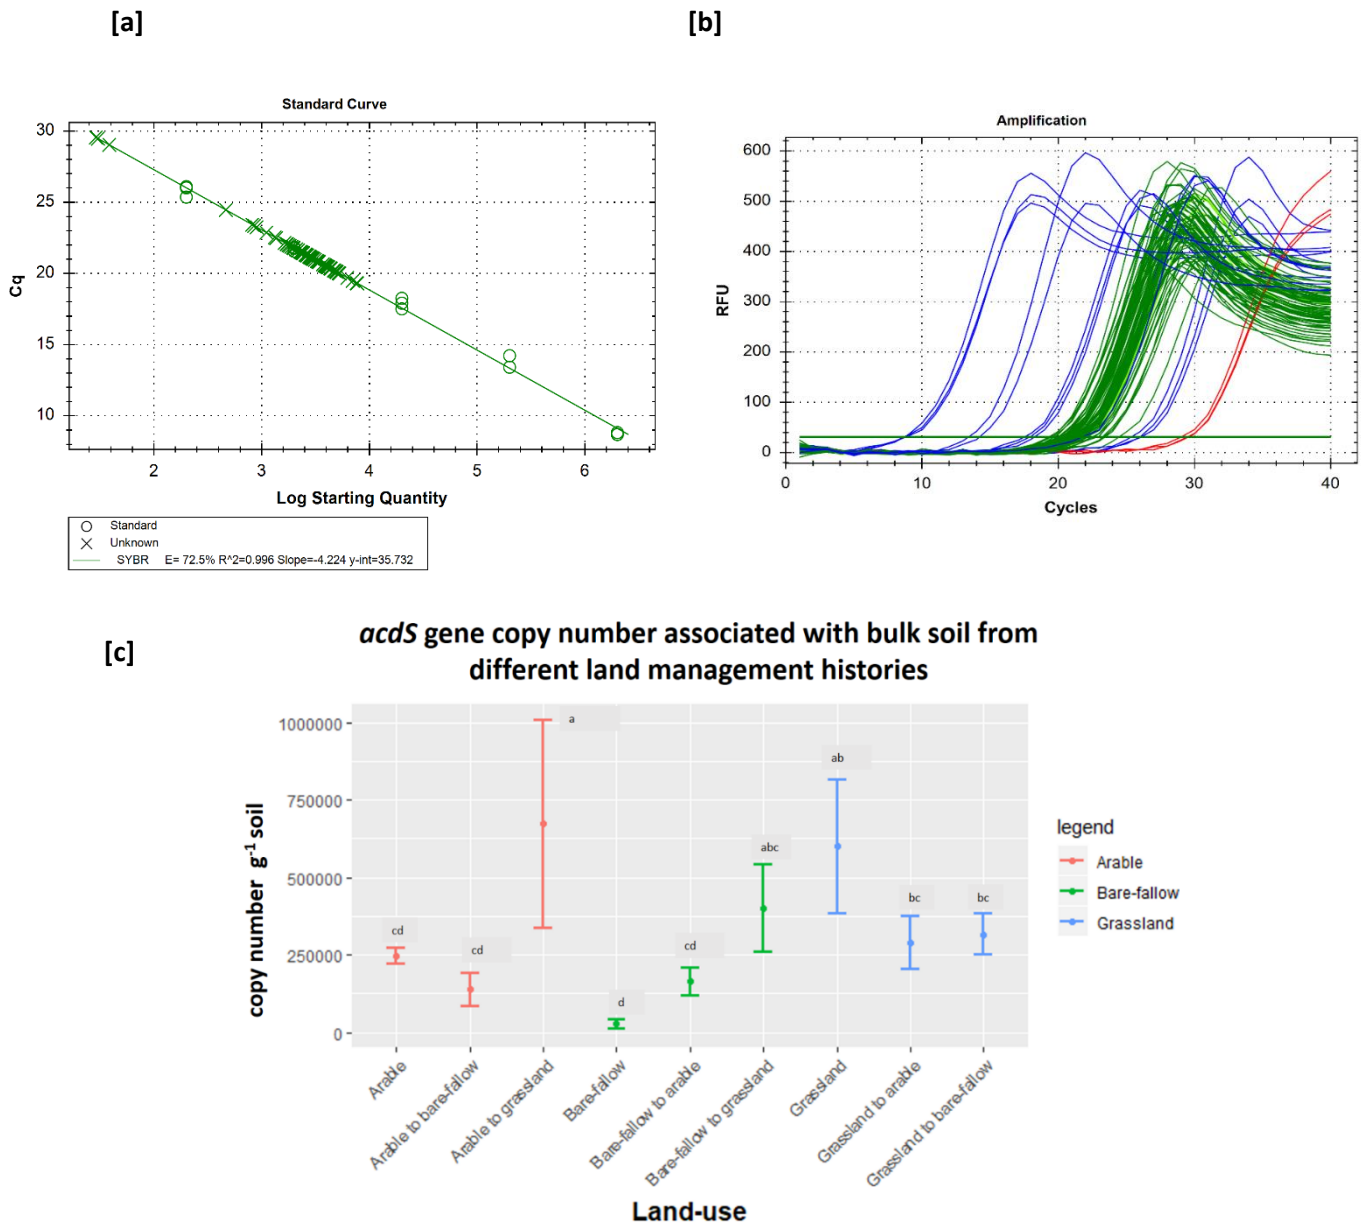 [a]
[b]
Standard Curve
30
25
20
15
10
Cq
2 3 4 5 6
Log Starting Quantity
Standard
Unknown
SYBR E= 72.5% R^2=0.996 Slope=-4.224 y-int=35.732
Amplification
600
500
400
300
200
100
0
RFU
0 10 20 30 40
Cycles
[c]
acdS gene copy number associated with bulk soil from
different land management histories
1000000
750000
500000
250000
0
copy number g-1 soil
a
ab
abc
bc
bc
cd
cd
cd
d
Arable
Arable to bare-fallow
Arable to grassland
Bare-fallow
Bare-fallow to arable
Bare-fallow to grassland
Grassland
Grassland to arable
Grassland to bare-fallow
Land-use
legend
Arable
Bare-fallow
Grassland